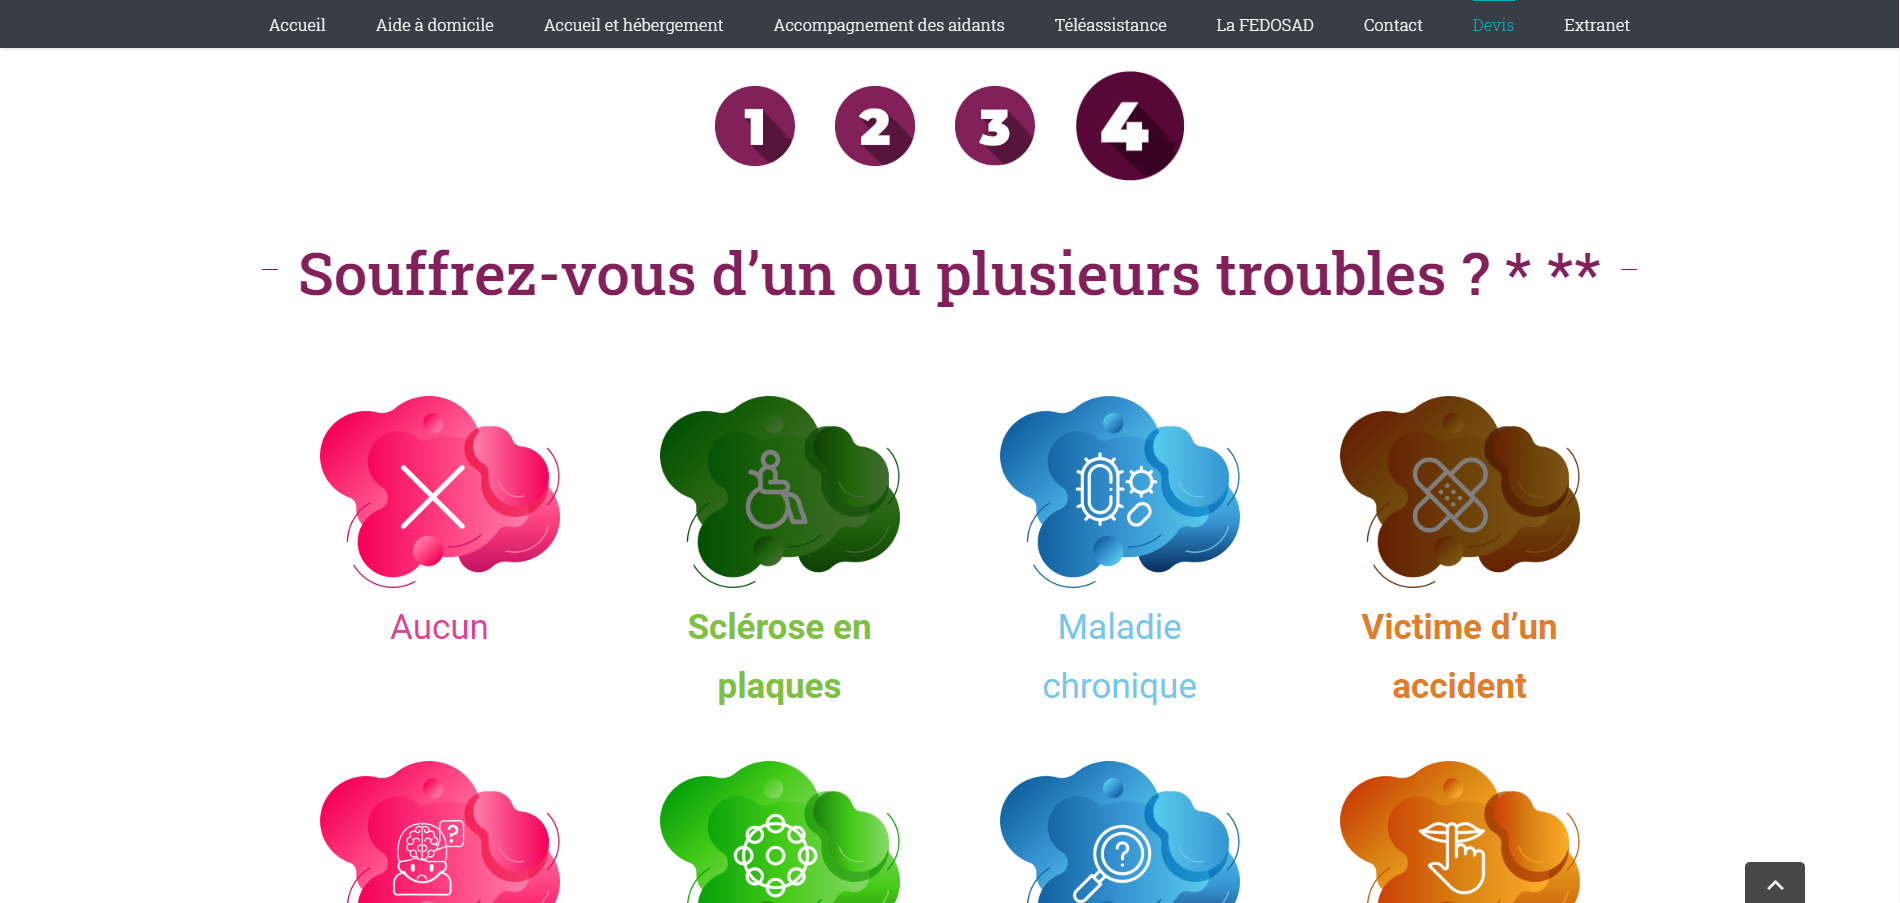 Accueil Aide à domicile Accueil et hébergement Accompagnement des aidants Téléassistance La FEDOSAD Contact Devis Extranet
1 2 3 4
Souffrez-vous d’un ou plusieurs troubles ? * **
Aucun
Sclérose en
plaques
Maladie
chronique
Victime d’un
accident
?
?